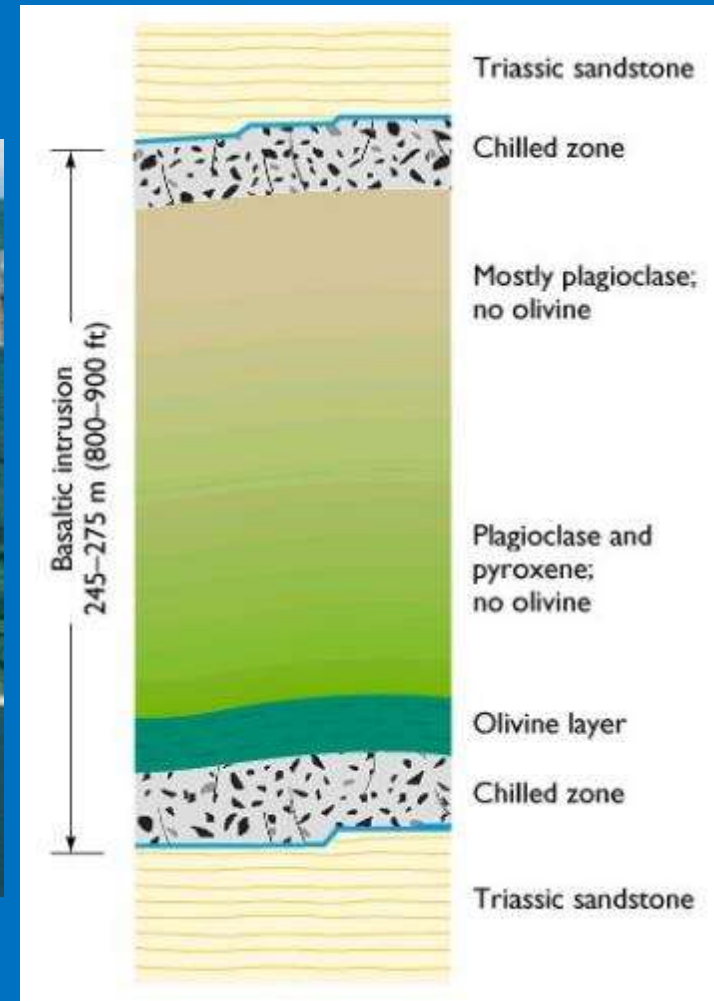 Triassic sandstone
Chilled zone
Mostly plagioclase;
no olivine
Basaltic intrusion
245–275 m (800–900 ft)
Plagioclase and
pyroxene;
no olivine
Olivine layer
Chilled zone
Triassic sandstone